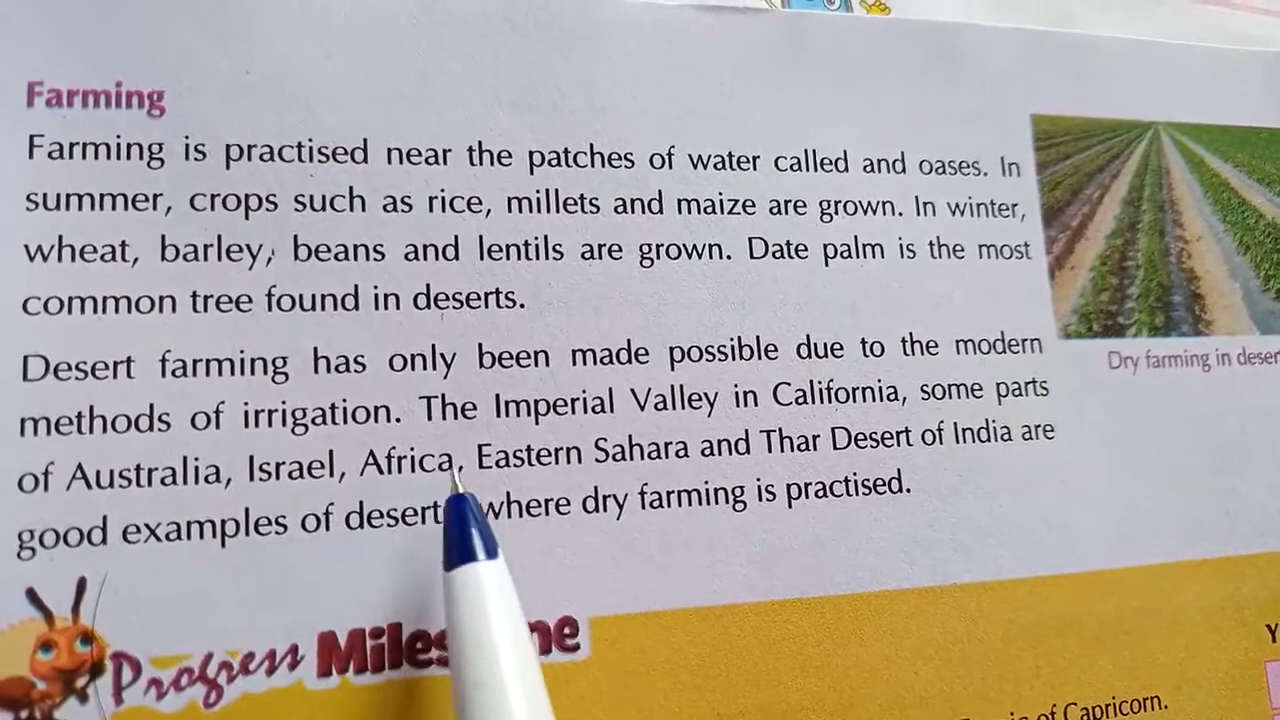 Farming
Farming is practised near the patches of water called and oases. In
summer, crops such as rice, millets and maize are grown. In winter,
wheat, barley, beans and lentils are grown. Date palm is the most
common tree found in deserts.
Desert farming has only been made possible due to the modern
methods of irrigation. The Imperial Valley in California, some parts
of Australia, Israel, Africa, Eastern Sahara and Thar Desert of India are
good examples of desert where dry farming is practised.
Dry farming in deser
Progress
of Capricorn.
Y